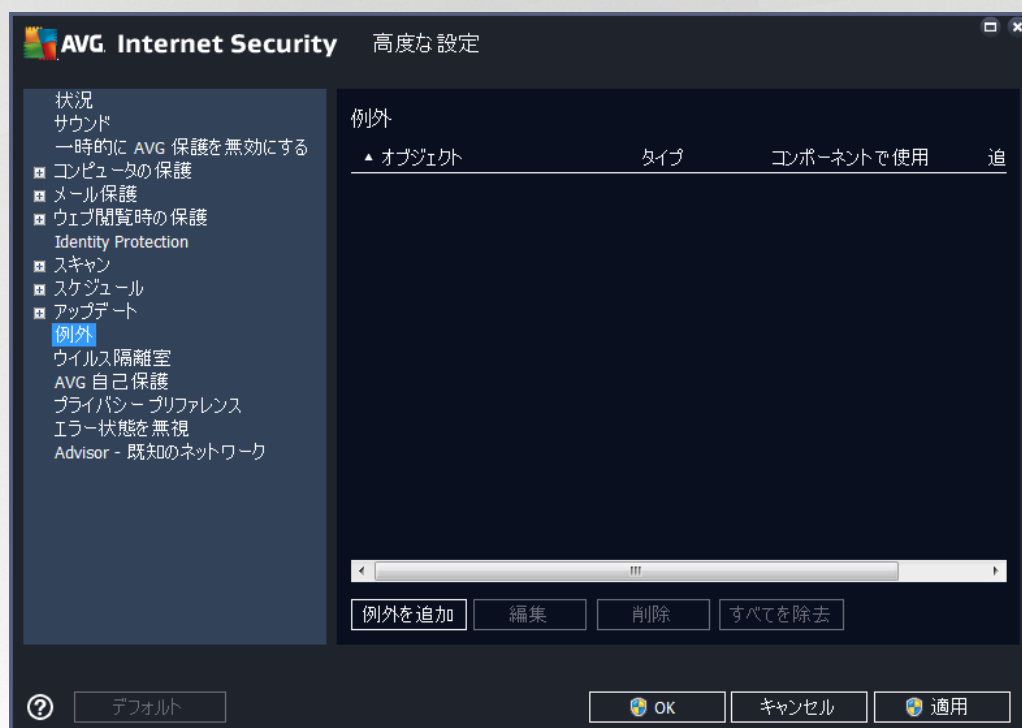 AVG. Internet Security 高度な設定
状況
サウンド
一時的に AVG 保護を無効にする
コンピュータの保護
メール保護
ウェブ閲覧時の保護
Identity Protection
スキャン
スケジュール
アップデート
例外
ウイルス隔離室
AVG 自己保護
プライバシー プリファレンス
エラー状態を無視
Advisor - 既知のネットワーク
例外
オブジェクト タイプ コンポーネントで使用 追
例外を追加 編集 削除 すべてを除去
デフォルト OK キャンセル 適用